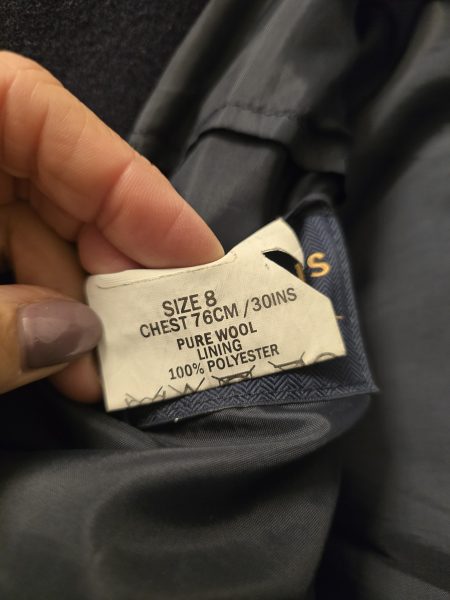 SIZE 8
CHEST 76CM/30INS
PURE WOOL
LINING
100% POLYESTER
S